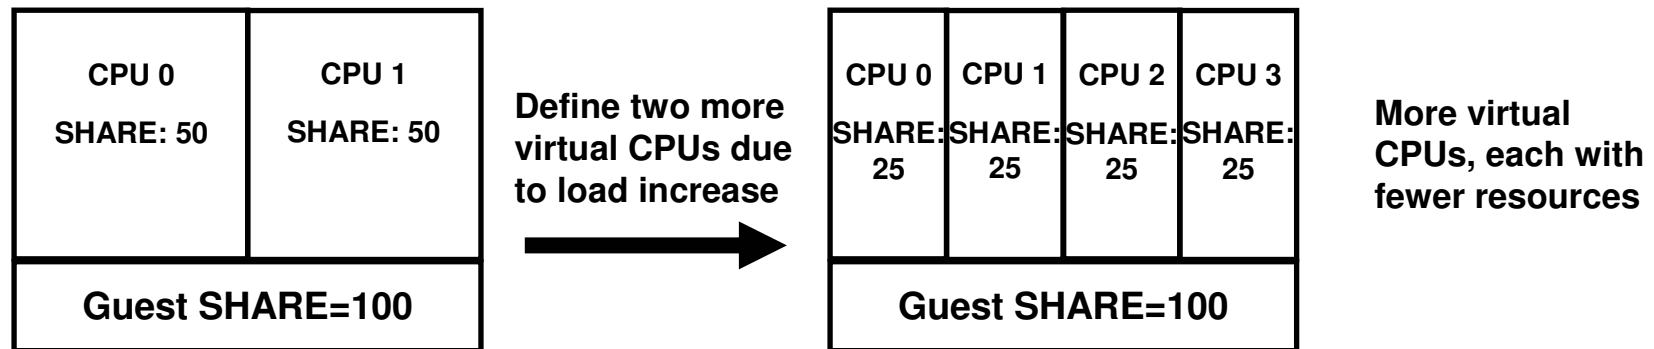 CPU 0
SHARE: 50
CPU 1
SHARE: 50
Guest SHARE=100
Define two more
virtual CPUs due
to load increase
CPU 0
SHARE:
25
CPU 1
SHARE:
25
CPU 2
SHARE:
25
CPU 3
SHARE:
25
Guest SHARE=100
More virtual
CPUs, each with
fewer resources